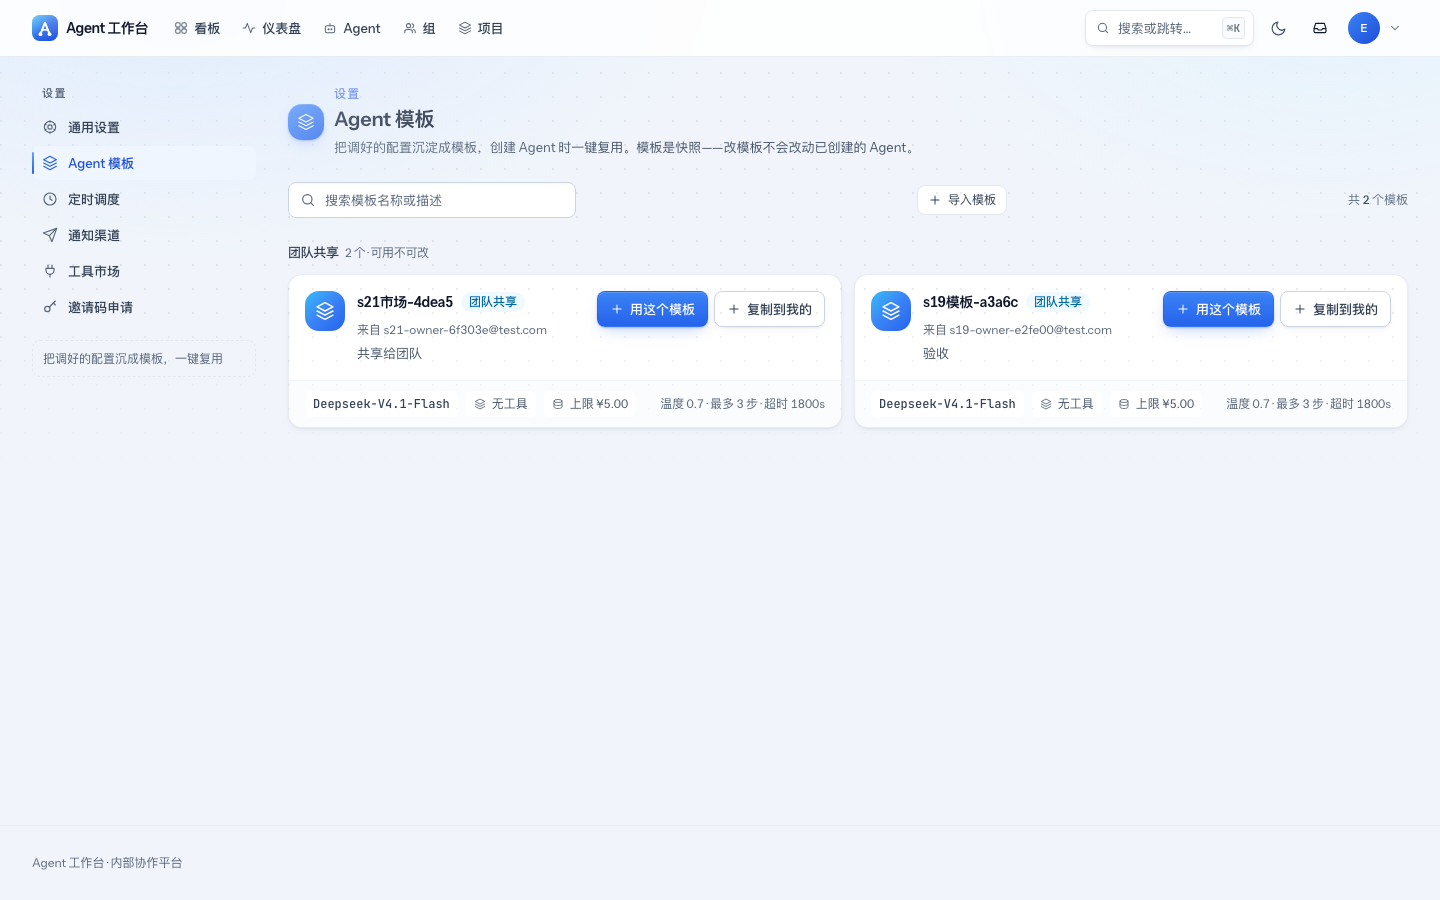 Agent 工作台
看板
仪表盘
Agent
组
项目
搜索或跳转...
⌘K
E
设置
通用设置
Agent 模板
定时调度
通知渠道
工具市场
邀请码申请
把调好的配置沉成模板，一键复用
设置
Agent 模板
把调好的配置沉淀成模板，创建 Agent 时一键复用。模板是快照——改模板不会改动已创建的 Agent。
搜索模板名称或描述
导入模板
共 2 个模板
团队共享 2 个·可用不可改
s21市场-4dea5 团队共享
来自 s21-owner-6f303e@test.com
共享给团队
用这个模板
复制到我的
Deepseek-V4.1-Flash 无工具 上限 ¥5.00 温度 0.7·最多 3 步·超时 1800s
s19模板-a3a6c 团队共享
来自 s19-owner-e2fe00@test.com
验收
用这个模板
复制到我的
Deepseek-V4.1-Flash 无工具 上限 ¥5.00 温度 0.7·最多 3 步·超时 1800s
Agent 工作台·内部协作平台